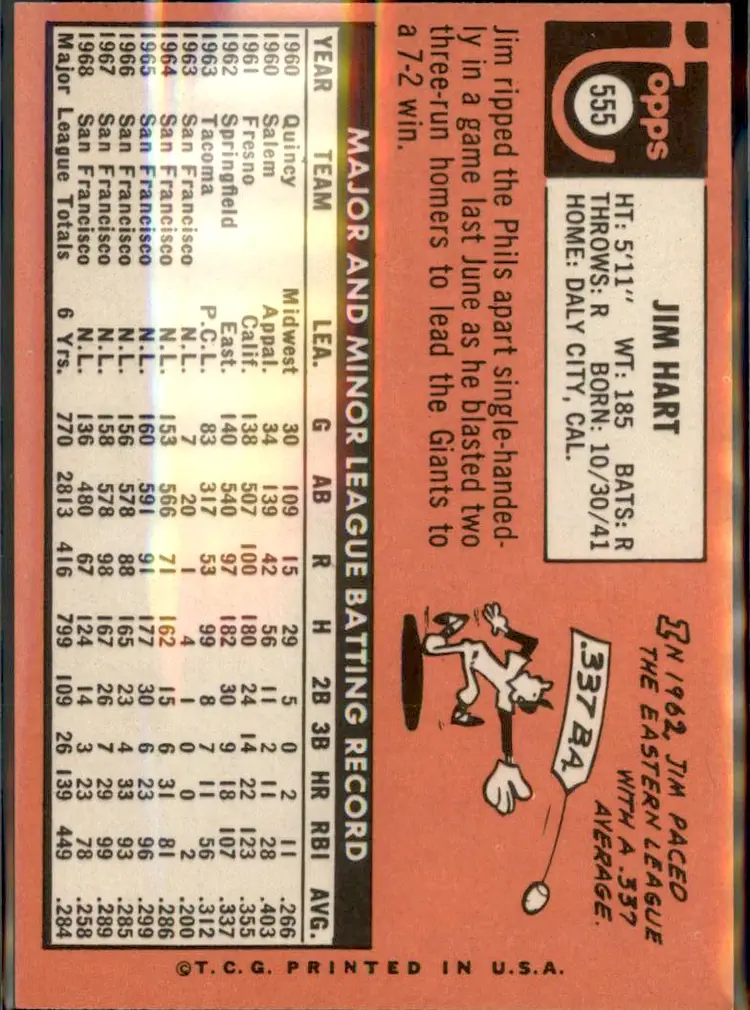 Topps
555
JIM HART
HT: 5'11" WT: 185 BATS: R
THROWS: R BORN: 10/30/41
HOME: DALY CITY, CAL.
Jim ripped the Phils apart single-handed-
ly in a game last June as he blasted two
three-run homers to lead the Giants to
a 7-2 win.
IN 1962, JIM PACED
THE EASTERN LEAGUE
WITH A .337
AVERAGE.
.337 BA
MAJOR AND MINOR LEAGUE BATTING RECORD
YEAR TEAM LEA. G AB R H 2B 3B HR RBI AVG.
1960 Quincy Midwest 30 109 15 29 5 0 2 11 .266
1960 Salem Appal. 34 139 42 56 11 2 11 28 .403
1961 Fresno Calif. 138 507 100 180 24 14 22 123 .355
1962 Springfield East. 140 540 97 182 30 9 18 107 .337
1963 Tacoma P.C.L. 83 317 53 99 8 7 11 56 .312
1963 San Francisco N.L. 7 20 1 4 1 0 0 2 .200
1964 San Francisco N.L. 153 566 71 162 15 6 31 81 .286
1965 San Francisco N.L. 160 591 91 177 30 6 23 96 .299
1966 San Francisco N.L. 156 578 88 165 23 4 33 93 .285
1967 San Francisco N.L. 158 578 98 167 26 7 29 99 .289
1968 San Francisco N.L. 136 480 67 124 14 3 23 78 .258
Major League Totals 6 Yrs. 770 2813 416 799 109 26 139 449 .284
©T.C.G. PRINTED IN U.S.A.